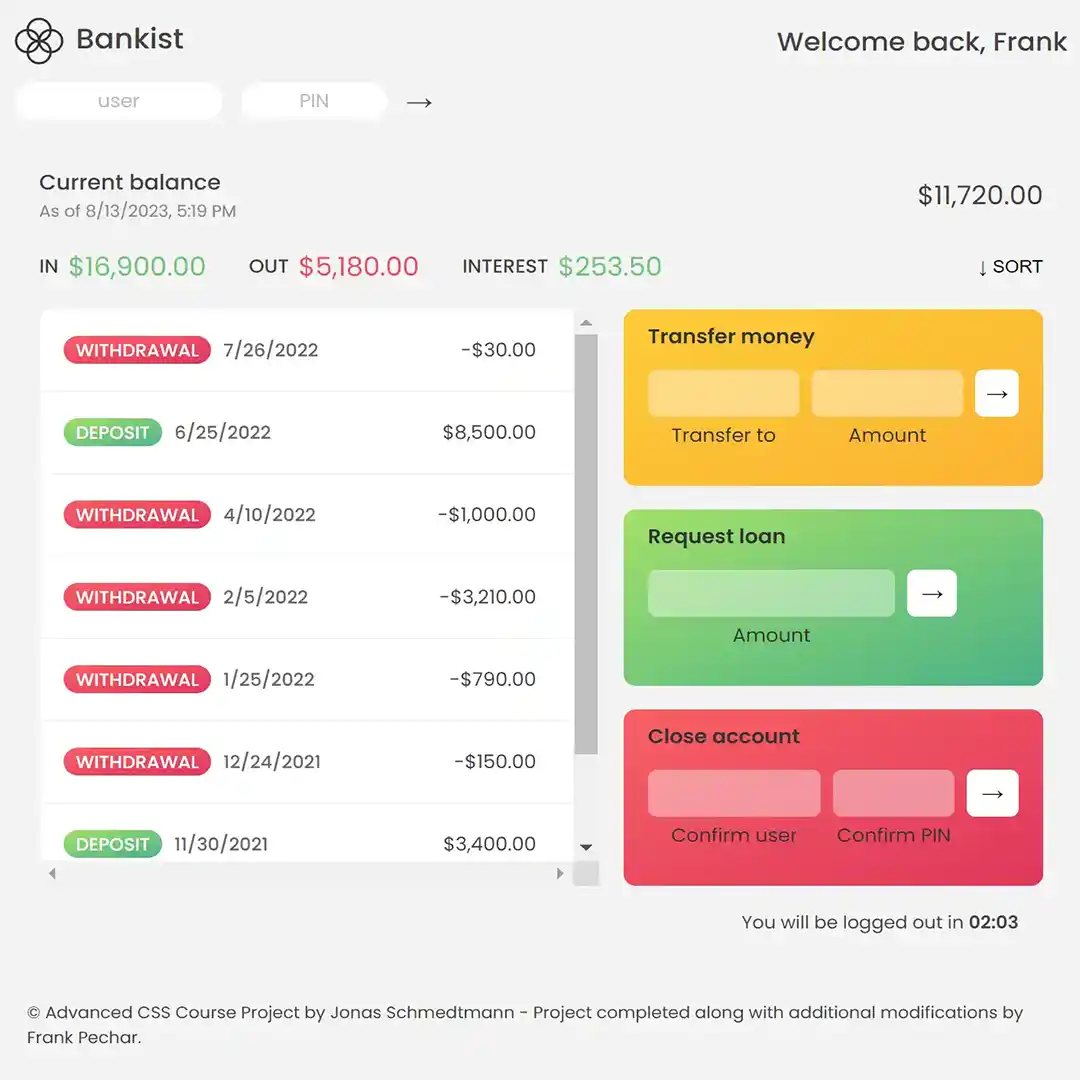 Bankist
Welcome back, Frank
user
PIN
→
Current balance
As of 8/13/2023, 5:19 PM
$11,720.00
IN $16,900.00 OUT $5,180.00 INTEREST $253.50
↓ SORT
WITHDRAWAL 7/26/2022 -$30.00
DEPOSIT 6/25/2022 $8,500.00
WITHDRAWAL 4/10/2022 -$1,000.00
WITHDRAWAL 2/5/2022 -$3,210.00
WITHDRAWAL 1/25/2022 -$790.00
WITHDRAWAL 12/24/2021 -$150.00
DEPOSIT 11/30/2021 $3,400.00
Transfer money
→
Transfer to Amount
Request loan
→
Amount
Close account
→
Confirm user Confirm PIN
You will be logged out in 02:03
© Advanced CSS Course Project by Jonas Schmedtmann - Project completed along with additional modifications by
Frank Pechar.